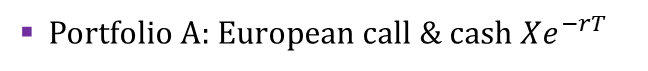 ▪ Portfolio A: European call & cash $Xe^{-rT}$